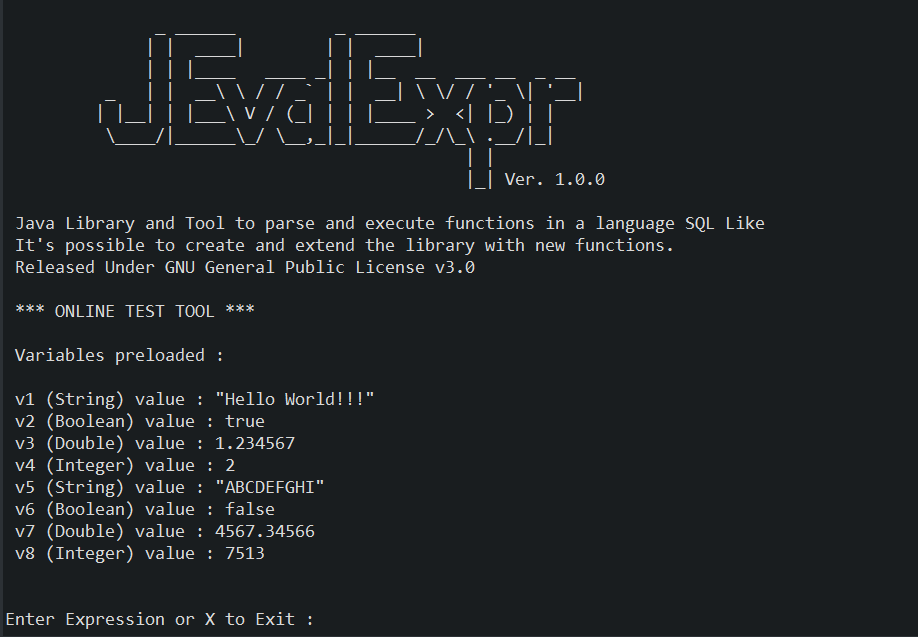 JEvalExpr
Ver. 1.0.0
Java Library and Tool to parse and execute functions in a language SQL Like
It's possible to create and extend the library with new functions.
Released Under GNU General Public License v3.0
*** ONLINE TEST TOOL ***
Variables preloaded :
v1 (String) value : "Hello World!!!"
v2 (Boolean) value : true
v3 (Double) value : 1.234567
v4 (Integer) value : 2
v5 (String) value : "ABCDEFGHI"
v6 (Boolean) value : false
v7 (Double) value : 4567.34566
v8 (Integer) value : 7513
Enter Expression or X to Exit :